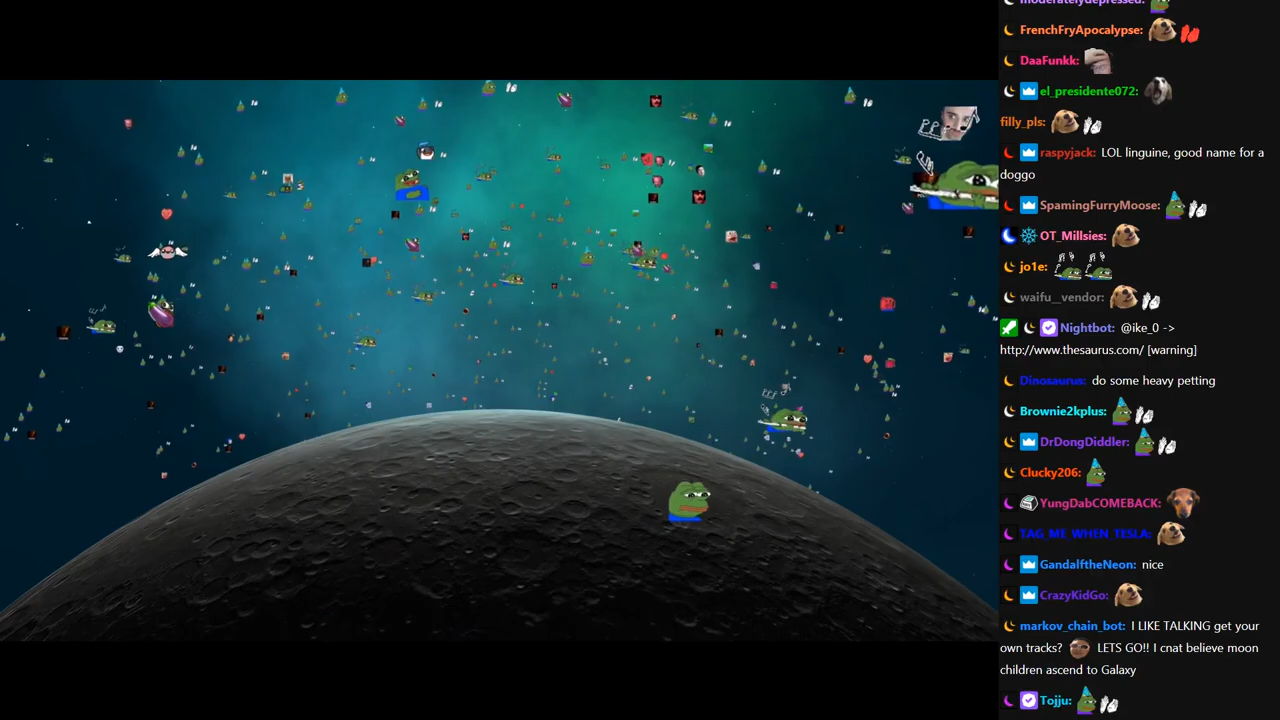 moderatelydepressed:
FrenchFryApocalypse:
DaaFunkk:
el_presidente072:
filly_pls:
raspyjack: LOL linguine, good name for a
doggo
SpamingFurryMoose:
OT_Millsies:
jo1e:
waifu__vendor:
Nightbot: @ike_0 ->
http://www.thesaurus.com/ [warning]
Dinosaurus: do some heavy petting
Brownie2kplus:
DrDongDiddler:
Clucky206:
YungDabCOMEBACK:
TAG_ME_WHEN_TESLA:
GandalftheNeon: nice
CrazyKidGo:
markov_chain_bot: I LIKE TALKING get your
own tracks? LETS GO!! I cnat believe moon
children ascend to Galaxy
Tojju: